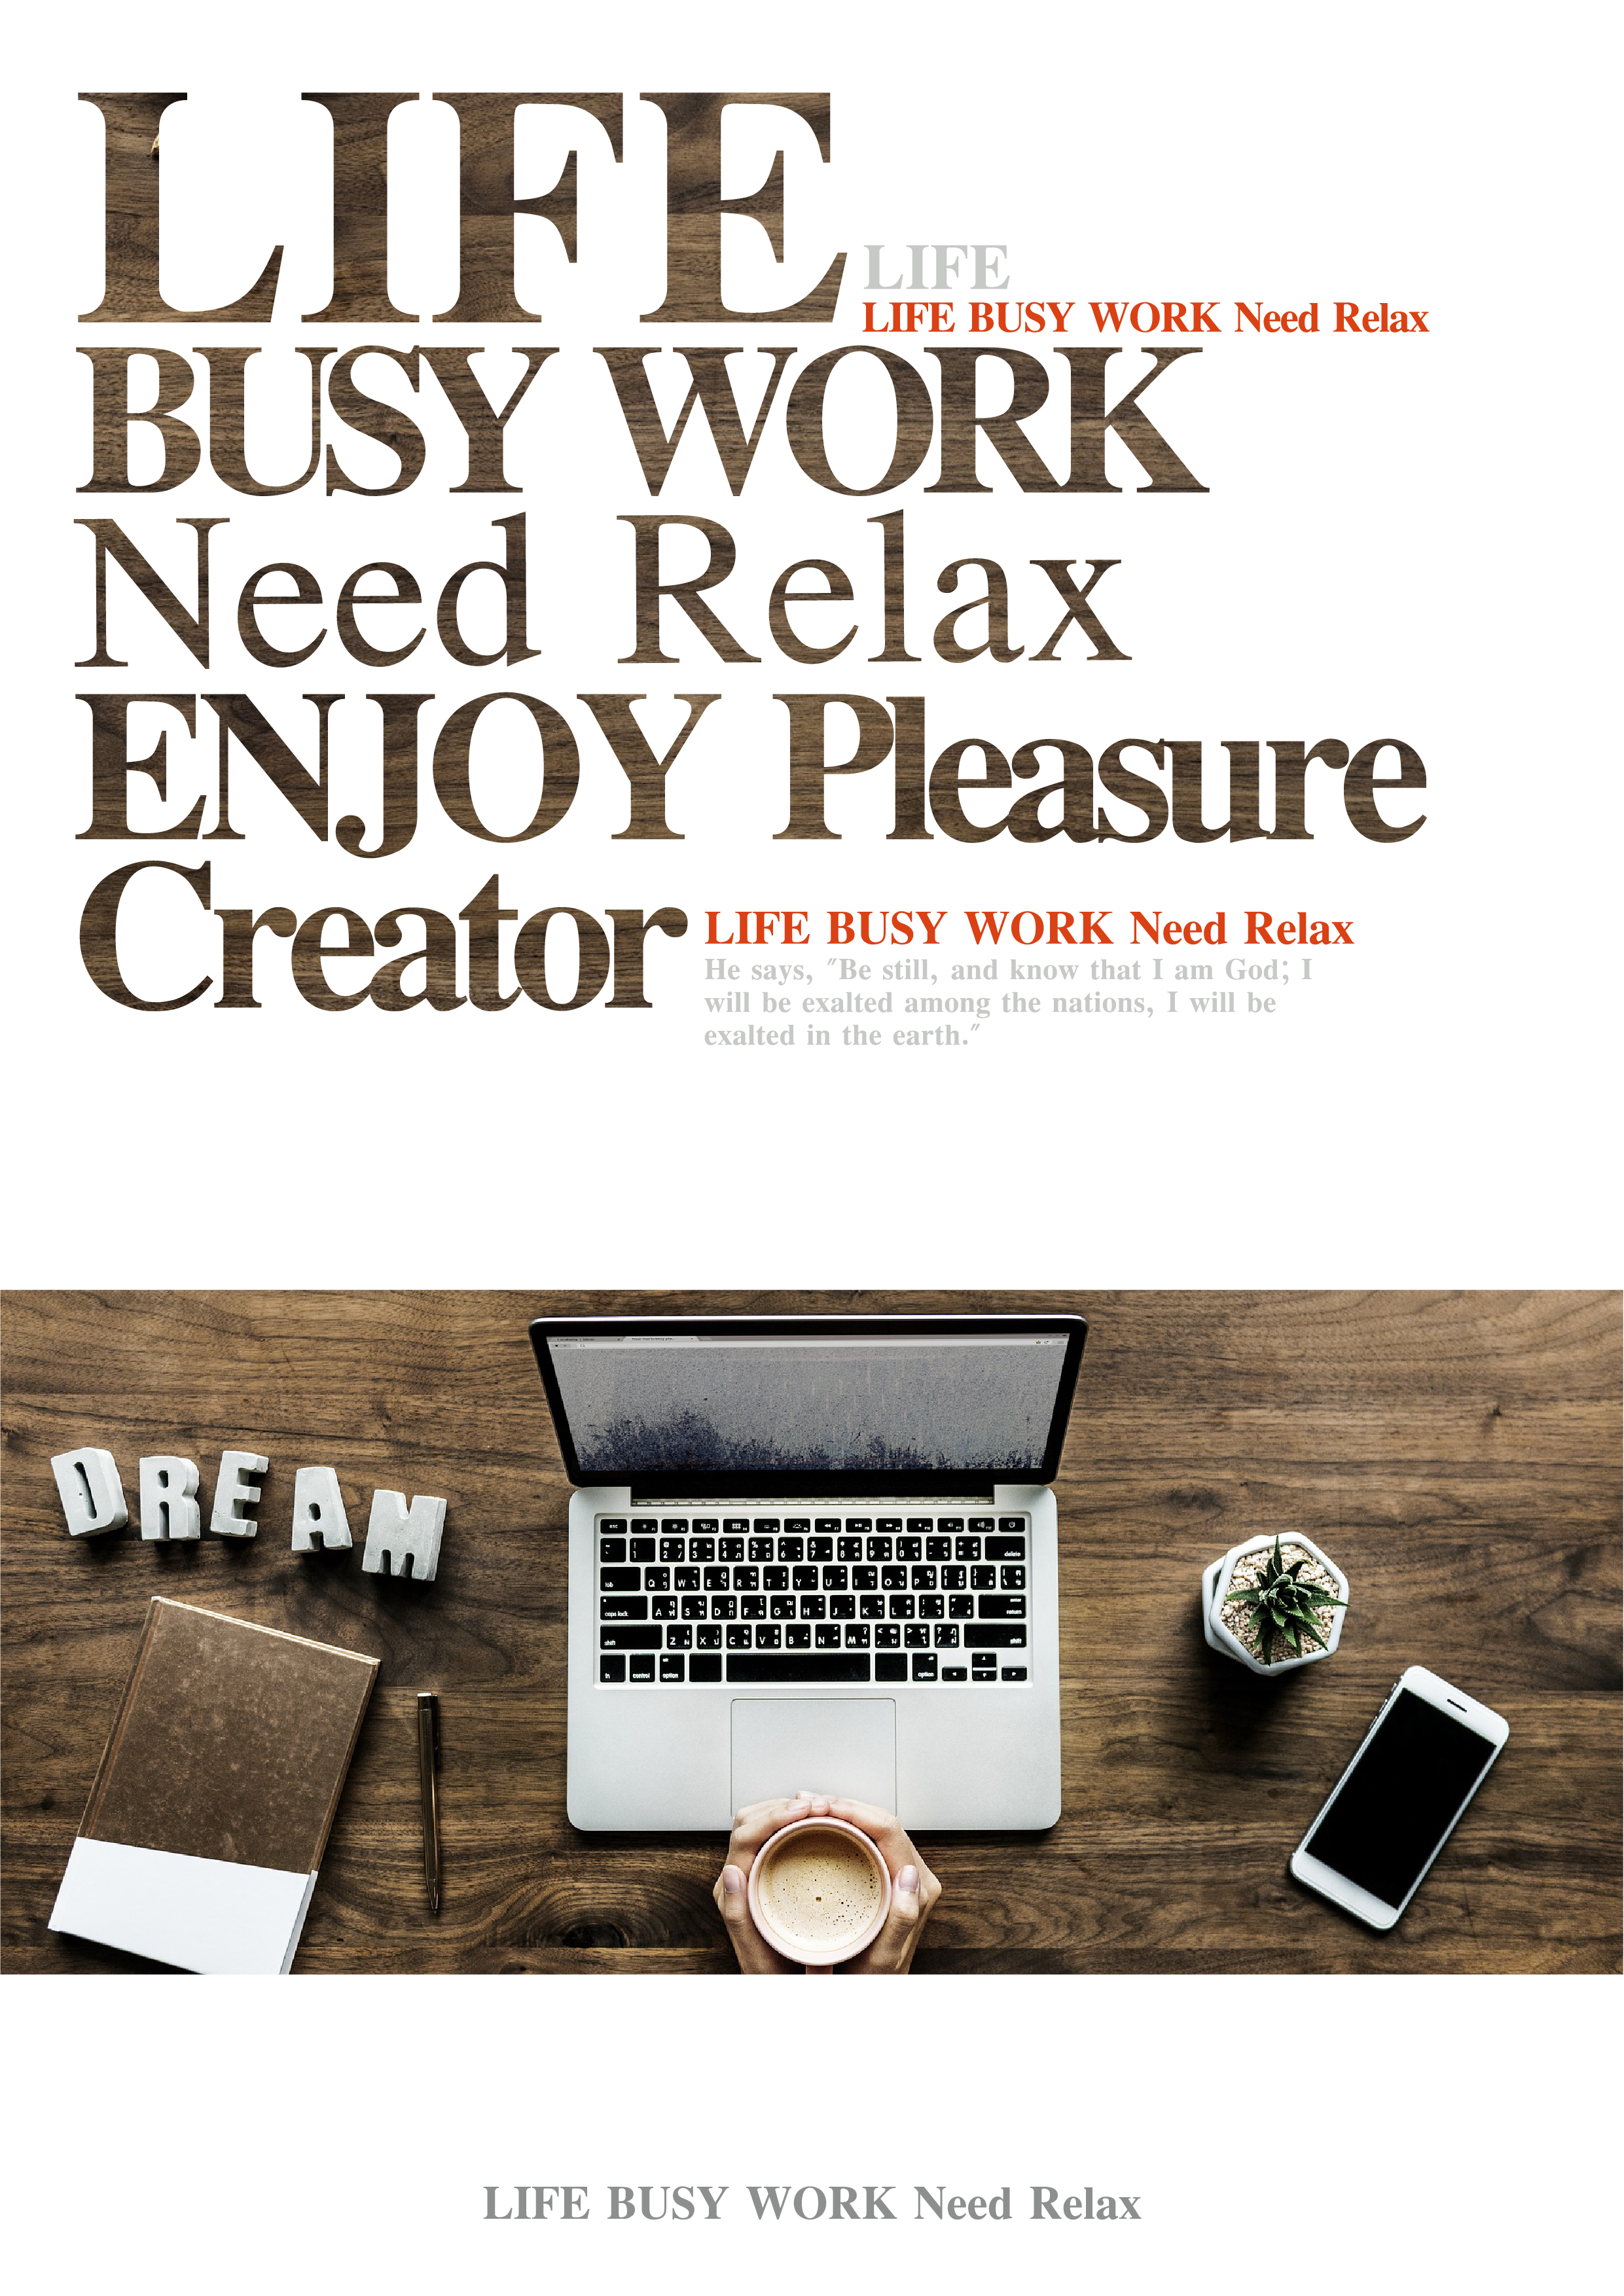 LIFE
LIFE
LIFE BUSY WORK Need Relax
BUSY WORK
Need Relax
ENJOY Pleasure
Creator
LIFE BUSY WORK Need Relax
He says, "Be still, and know that I am God; I
will be exalted among the nations, I will be
exalted in the earth."
DREAM
LIFE BUSY WORK Need Relax